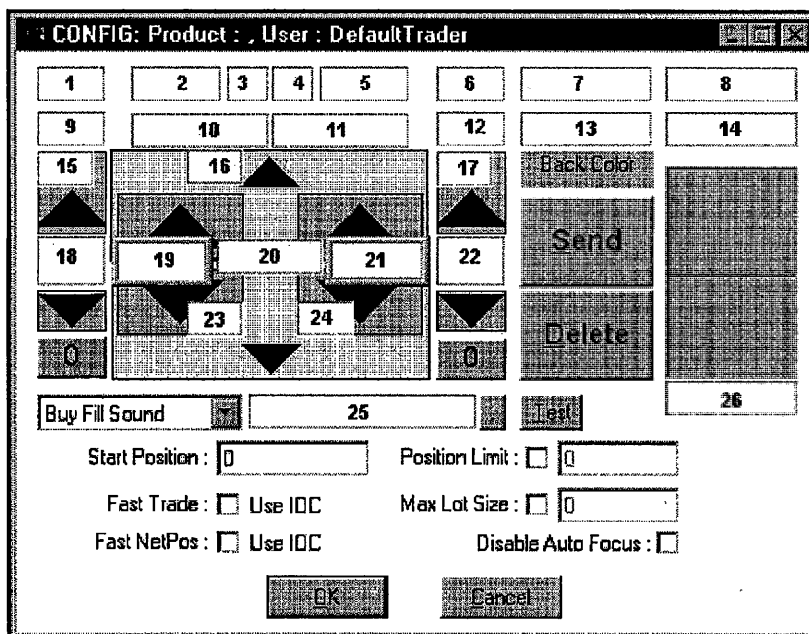 CONFIG: Product : , User : DefaultTrader
1 2 3 4 5 6 7 8
9 10 11 12 13 14
15 16 17 Back Color
Send
18 19 20 21 22
23 24
Delete
0 0
26
Buy Fill Sound 25 . Test
Start Position : 0 Position Limit : 0
Fast Trade : Use IOC Max Lot Size : 0
Fast NetPos : Use IOC Disable Auto Focus :
OK Cancel